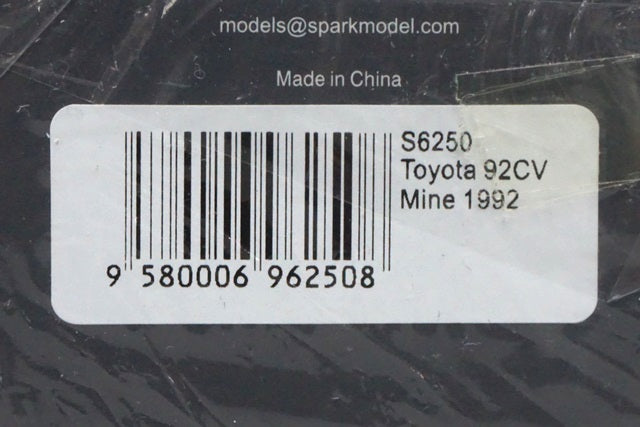 models@sparkmodel.com
Made in China
S6250
Toyota 92CV
Mine 1992
9 580006 962508